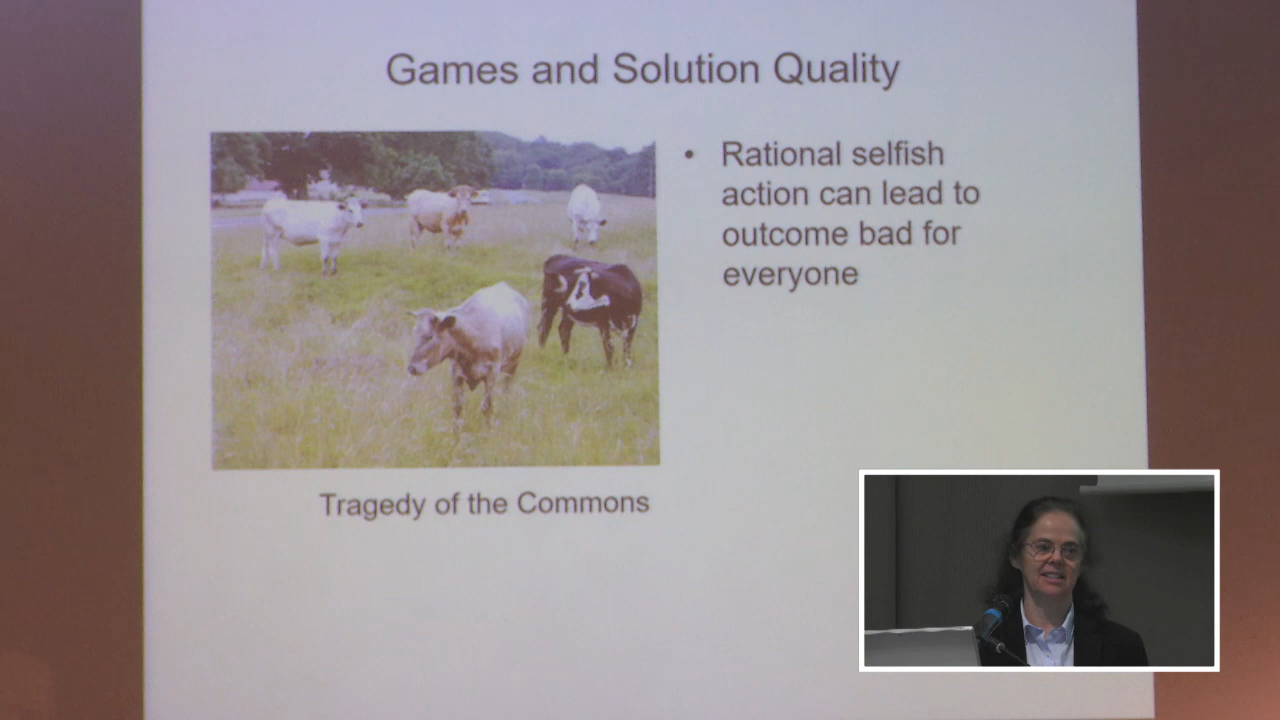 Games and Solution Quality
• Rational selfish
action can lead to
outcome bad for
everyone
Tragedy of the Commons